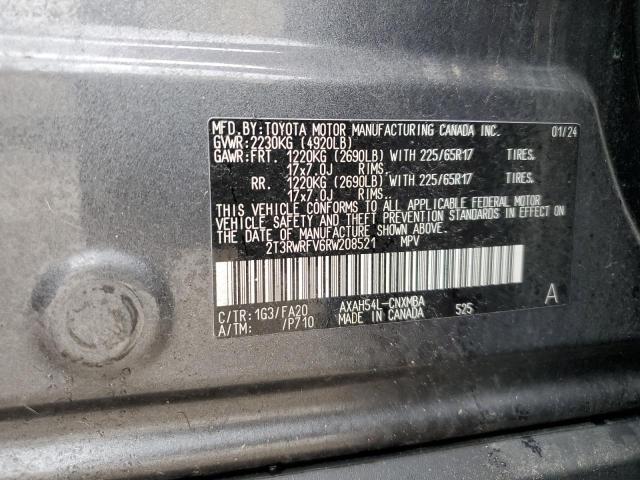 MFD. BY: TOYOTA MOTOR MANUFACTURING CANADA INC. 01/24
GVWR: 2230KG (4920LB)
GAWR: FRT. 1220KG (2690LB) WITH 225/65R17 TIRES.
17x7.0J RIMS.
RR. 1220KG (2690LB) WITH 225/65R17 TIRES.
17x7.0J RIMS.
THIS VEHICLE CONFORMS TO ALL APPLICABLE FEDERAL MOTOR
VEHICLE SAFETY AND THEFT PREVENTION STANDARDS IN EFFECT ON
THE DATE OF MANUFACTURE SHOWN ABOVE.
2T3RWRFV6RW208521 MPV
C/TR: 1G3/FA20 AXAH54L-CNXMBA A
A/TM: /P710 MADE IN CANADA 525